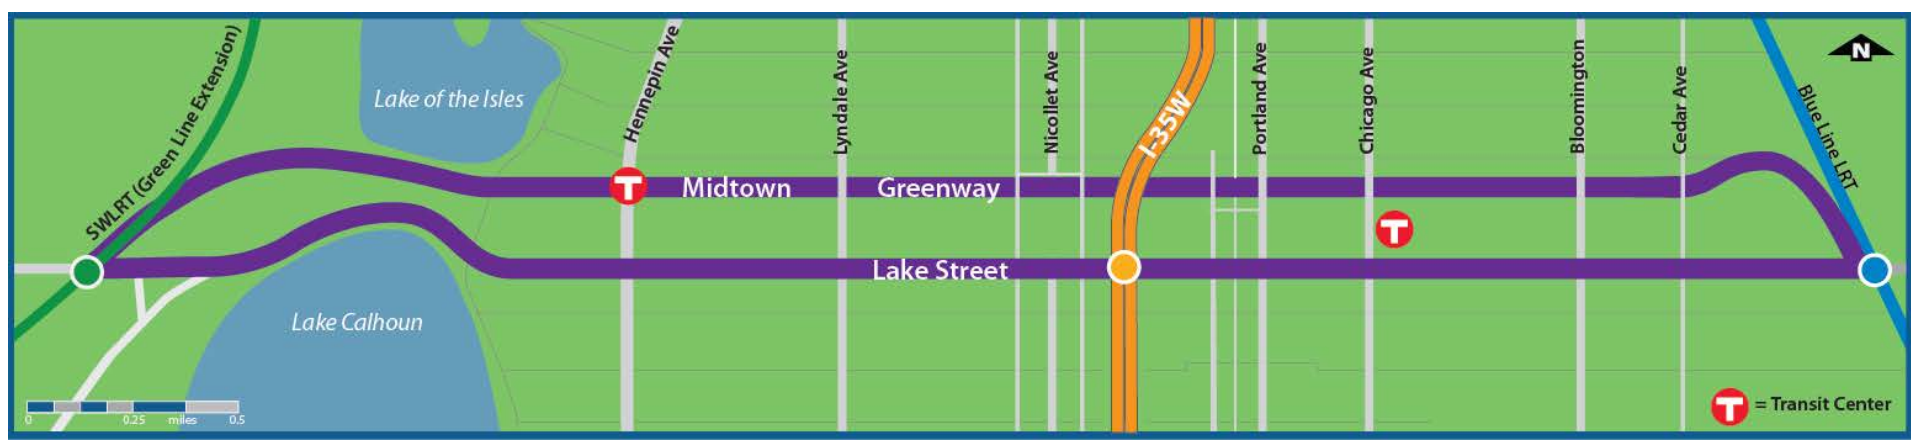 SWLRT (Green Line Extension)
Lake of the Isles
Hennepin Ave
Lyndale Ave
Nicollet Ave
I-35W
Portland Ave
Chicago Ave
Bloomington
Cedar Ave
Blue Line LRT
N
T
Midtown Greenway
T
Lake Street
Lake Calhoun
0 0.25 miles 0.5
T = Transit Center